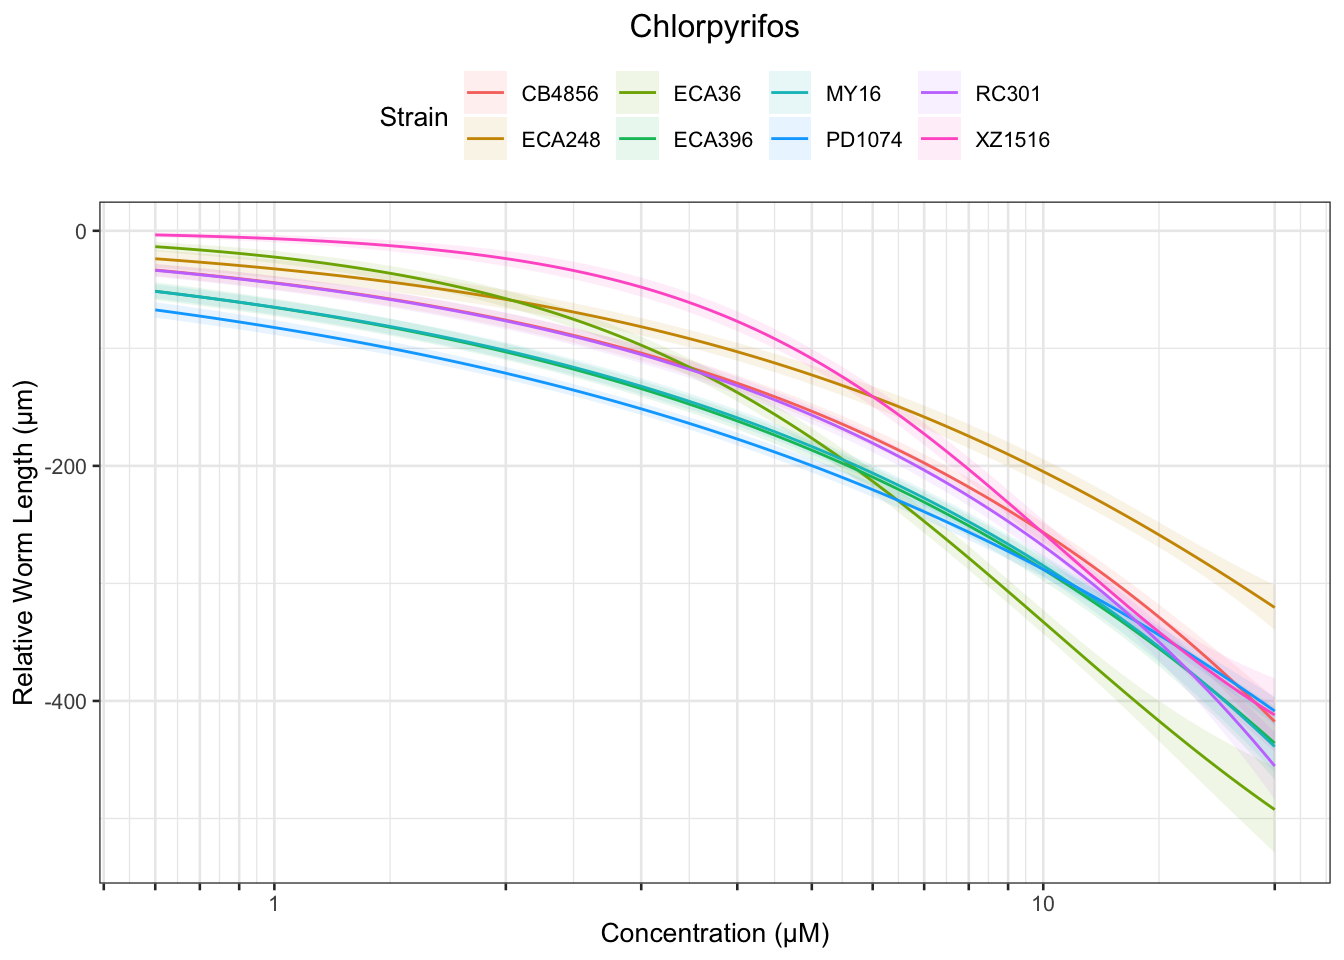 Chlorpyrifos
Strain
CB4856 ECA36 MY16 RC301
ECA248 ECA396 PD1074 XZ1516
Relative Worm Length (µm)
0
-200
-400
1 10
Concentration (µM)